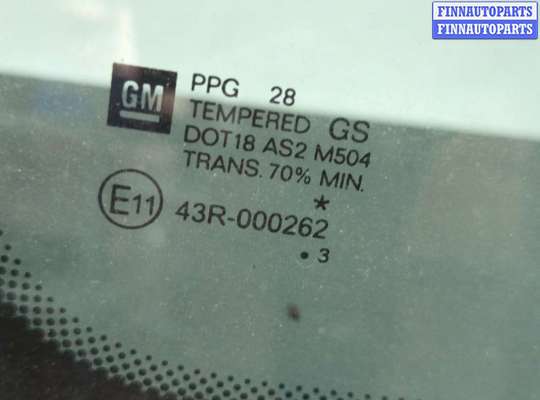 FINNAUTOPARTS
FINNAUTOPARTS
GM
PPG 28
TEMPERED GS
DOT18 AS2 M504
TRANS. 70% MIN.
*
E11 43R-000262
• 3